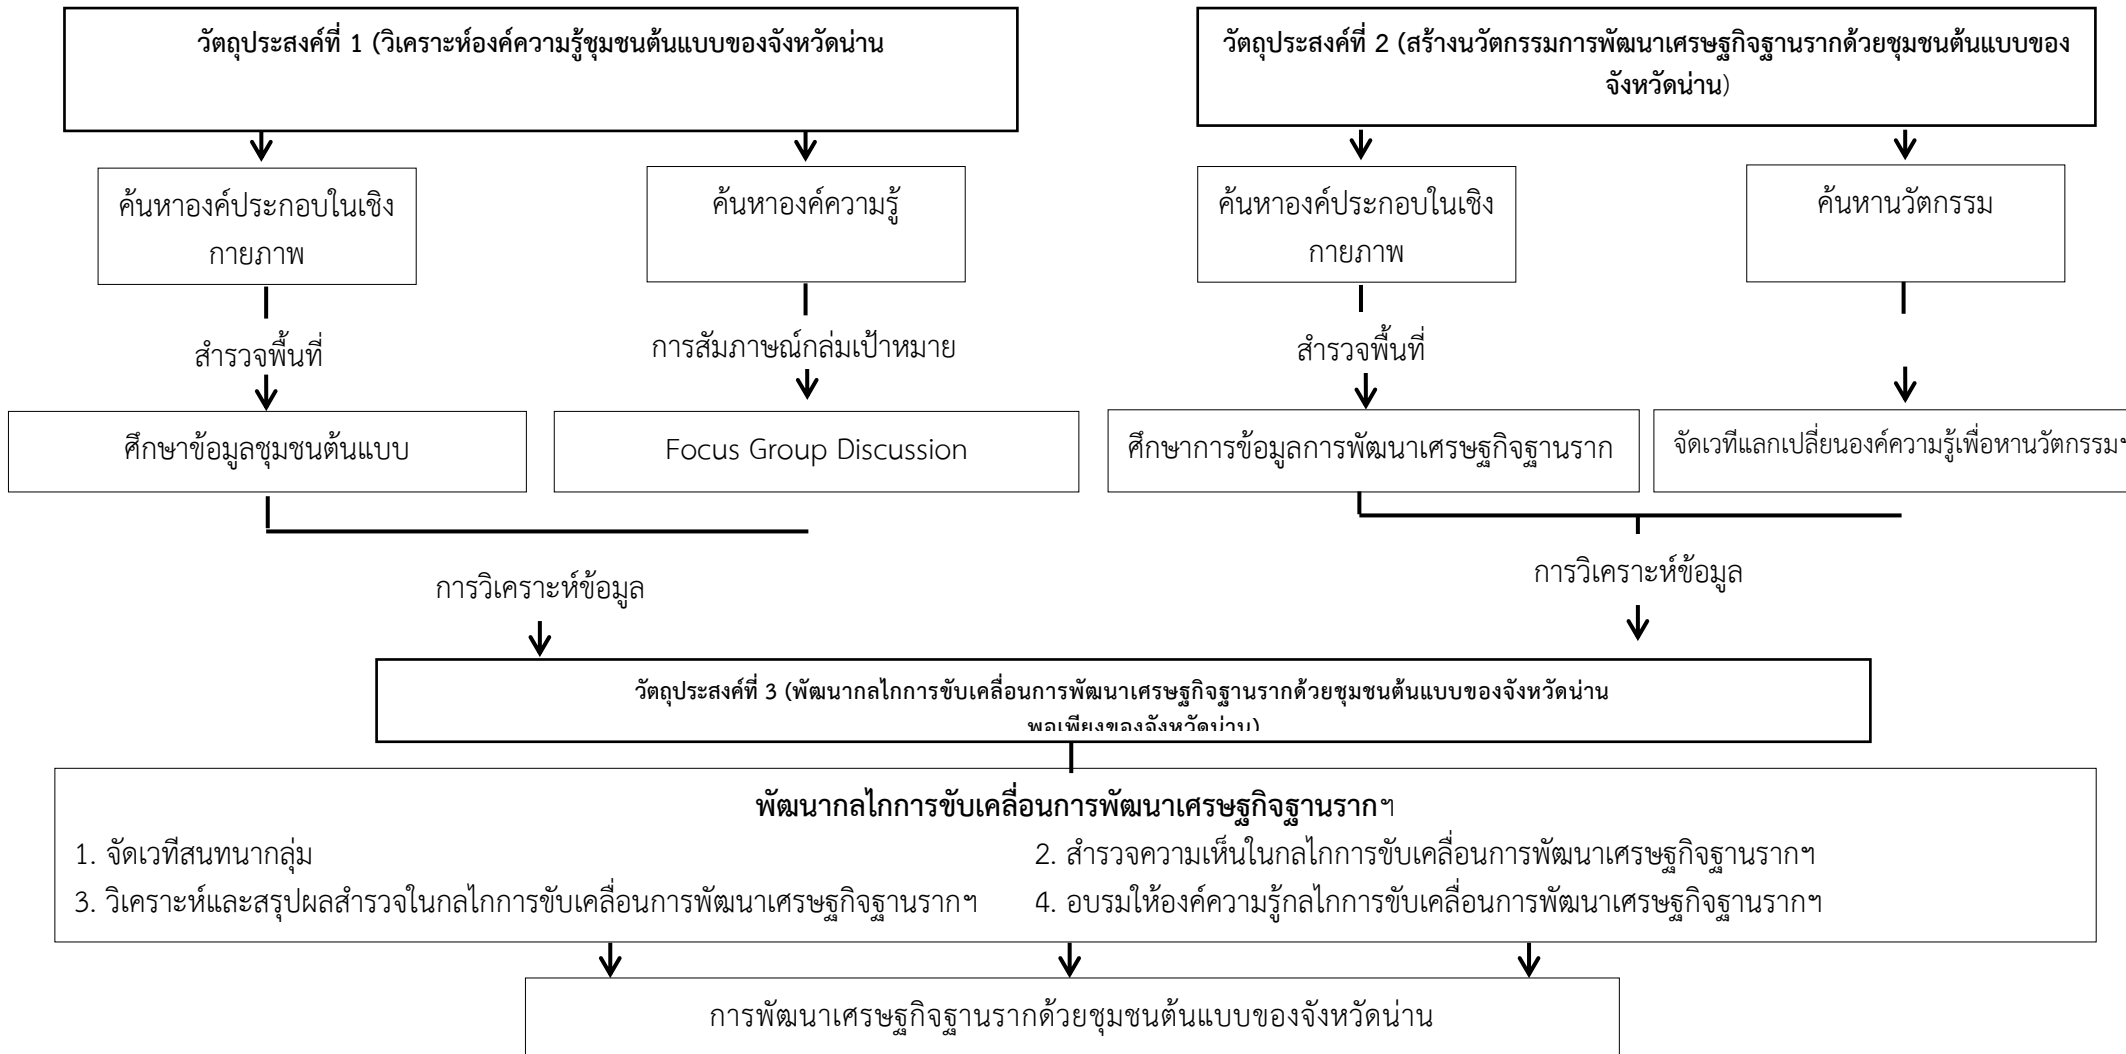 วัตถุประสงค์ที่ 1 (วิเคราะห์องค์ความรู้ชุมชนต้นแบบของจังหวัดน่าน
วัตถุประสงค์ที่ 2 (สร้างนวัตกรรมการพัฒนาเศรษฐกิจฐานรากด้วยชุมชนต้นแบบของ
จังหวัดน่าน)
ค้นหาองค์ประกอบในเชิง
กายภาพ
ค้นหาองค์ความรู้
ค้นหาองค์ประกอบในเชิง
กายภาพ
ค้นหานวัตกรรม
สำรวจพื้นที่
การสัมภาษณ์กล่มเป้าหมาย
สำรวจพื้นที่
ศึกษาข้อมูลชุมชนต้นแบบ
Focus Group Discussion
ศึกษาการข้อมูลการพัฒนาเศรษฐกิจฐานราก
จัดเวทีแลกเปลี่ยนองค์ความรู้เพื่อหานวัตกรรมฯ
การวิเคราะห์ข้อมูล
การวิเคราะห์ข้อมูล
วัตถุประสงค์ที่ 3 (พัฒนากลไกการขับเคลื่อนการพัฒนาเศรษฐกิจฐานรากด้วยชุมชนต้นแบบของจังหวัดน่าน
พอเพียงของจังหวัดน่าน)
พัฒนากลไกการขับเคลื่อนการพัฒนาเศรษฐกิจฐานรากฯ
1. จัดเวทีสนทนากลุ่ม
2. สำรวจความเห็นในกลไกการขับเคลื่อนการพัฒนาเศรษฐกิจฐานรากฯ
3. วิเคราะห์และสรุปผลสำรวจในกลไกการขับเคลื่อนการพัฒนาเศรษฐกิจฐานรากฯ
4. อบรมให้องค์ความรู้กลไกการขับเคลื่อนการพัฒนาเศรษฐกิจฐานรากฯ
การพัฒนาเศรษฐกิจฐานรากด้วยชุมชนต้นแบบของจังหวัดน่าน